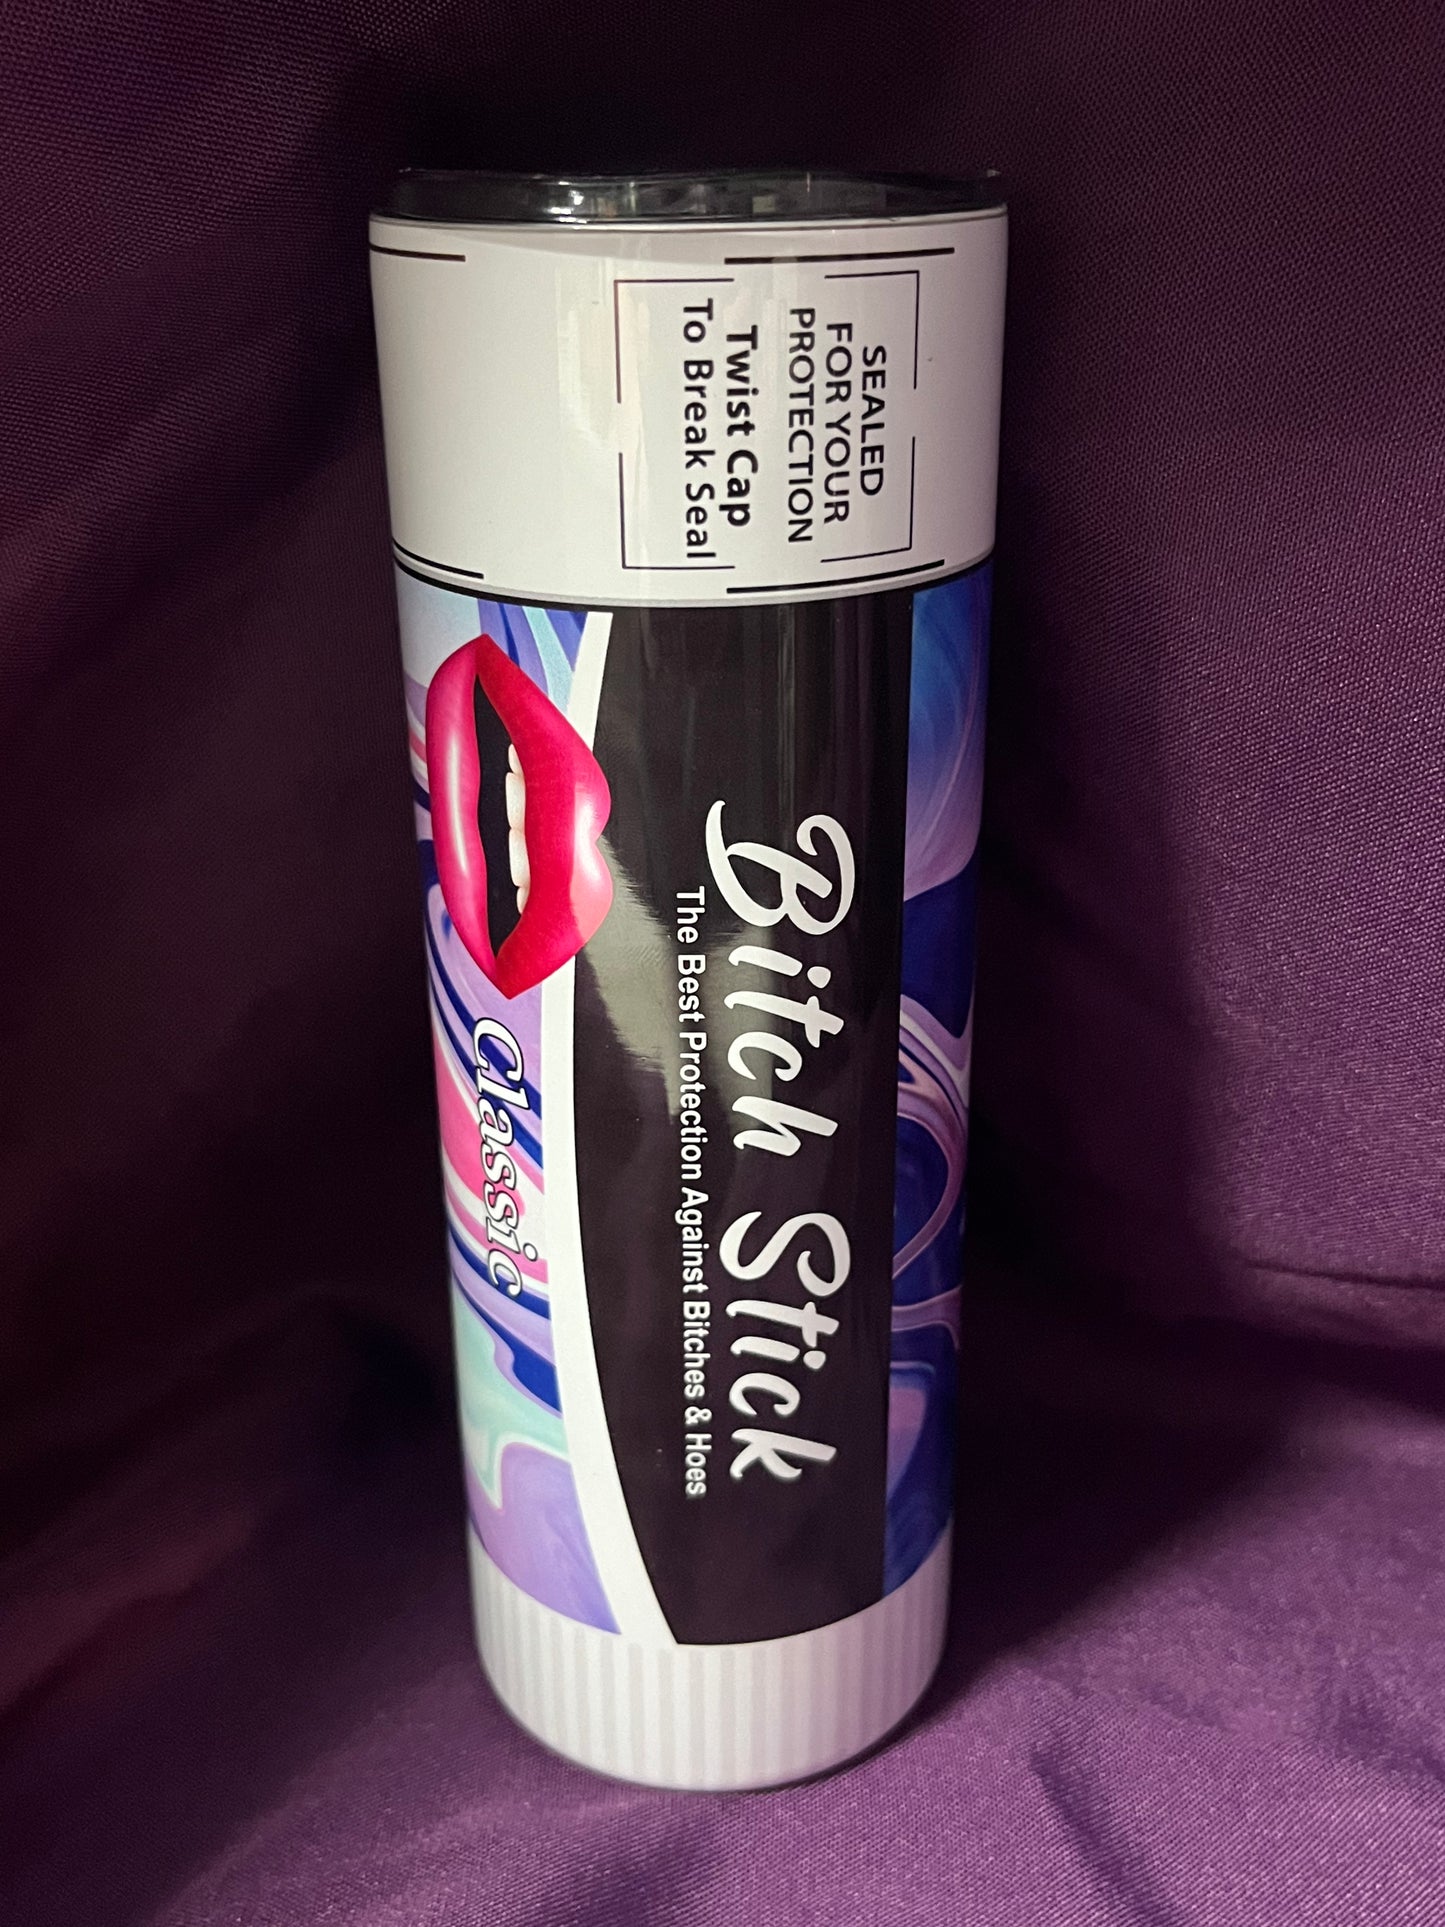 SEALED
FOR YOUR
PROTECTION
Twist Cap
To Break Seal
Bitch Stick
The Best Protection Against Bitches & Hoes
Classic